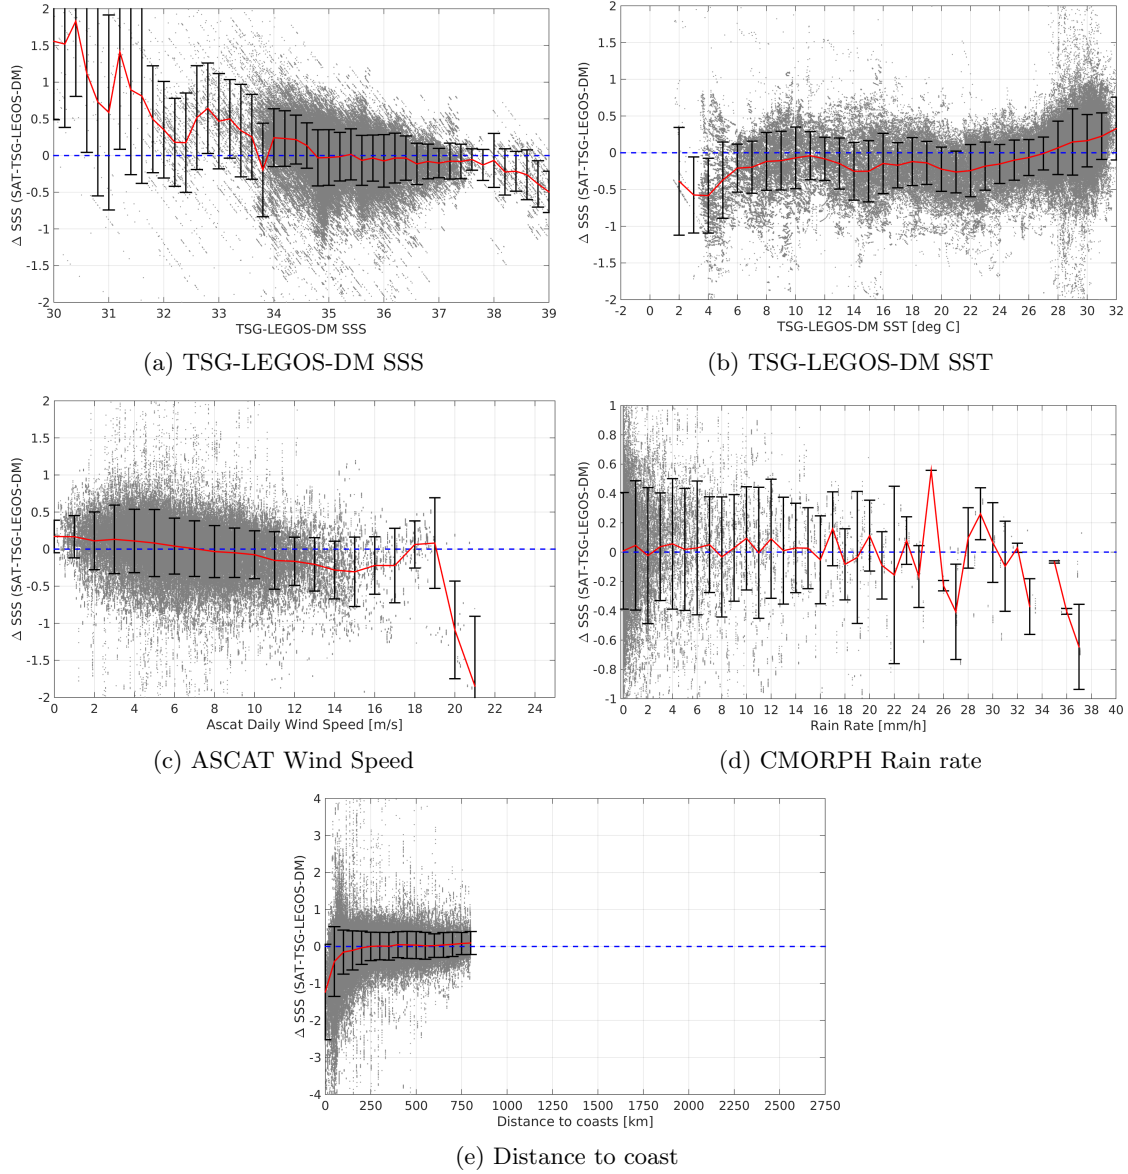 2
1.5
1
0.5
0
-0.5
-1
-1.5
-2
Δ SSS (SAT-TSG-LEGOS-DM)
30 31 32 33 34 35 36 37 38 39
TSG-LEGOS-DM SSS
(a) TSG-LEGOS-DM SSS
2
1.5
1
0.5
0
-0.5
-1
-1.5
-2
Δ SSS (SAT-TSG-LEGOS-DM)
-2 0 2 4 6 8 10 12 14 16 18 20 22 24 26 28 30 32
TSG-LEGOS-DM SST [deg C]
(b) TSG-LEGOS-DM SST
2
1.5
1
0.5
0
-0.5
-1
-1.5
-2
Δ SSS (SAT-TSG-LEGOS-DM)
0 2 4 6 8 10 12 14 16 18 20 22 24
Ascat Daily Wind Speed [m/s]
(c) ASCAT Wind Speed
1
0.8
0.6
0.4
0.2
0
-0.2
-0.4
-0.6
-0.8
-1
Δ SSS (SAT-TSG-LEGOS-DM)
0 2 4 6 8 10 12 14 16 18 20 22 24 26 28 30 32 34 36 38 40
Rain Rate [mm/h]
(d) CMORPH Rain rate
4
3
2
1
0
-1
-2
-3
-4
Δ SSS (SAT-TSG-LEGOS-DM)
0 250 500 750 1000 1250 1500 1750 2000 2250 2500 2750
Distance to coasts [km]
(e) Distance to coast